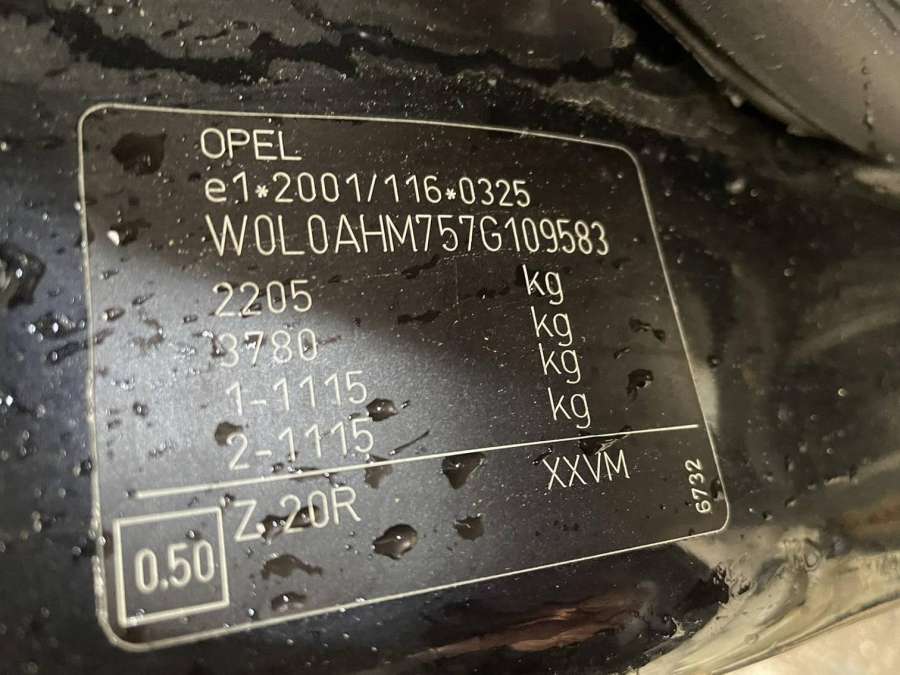 OPEL
e1*2001/116*0325
W0L0AHM757G109583
2205 kg
3780 kg
1-1115 kg
2-1115 kg
Z.20R XXVM
0.50
6732